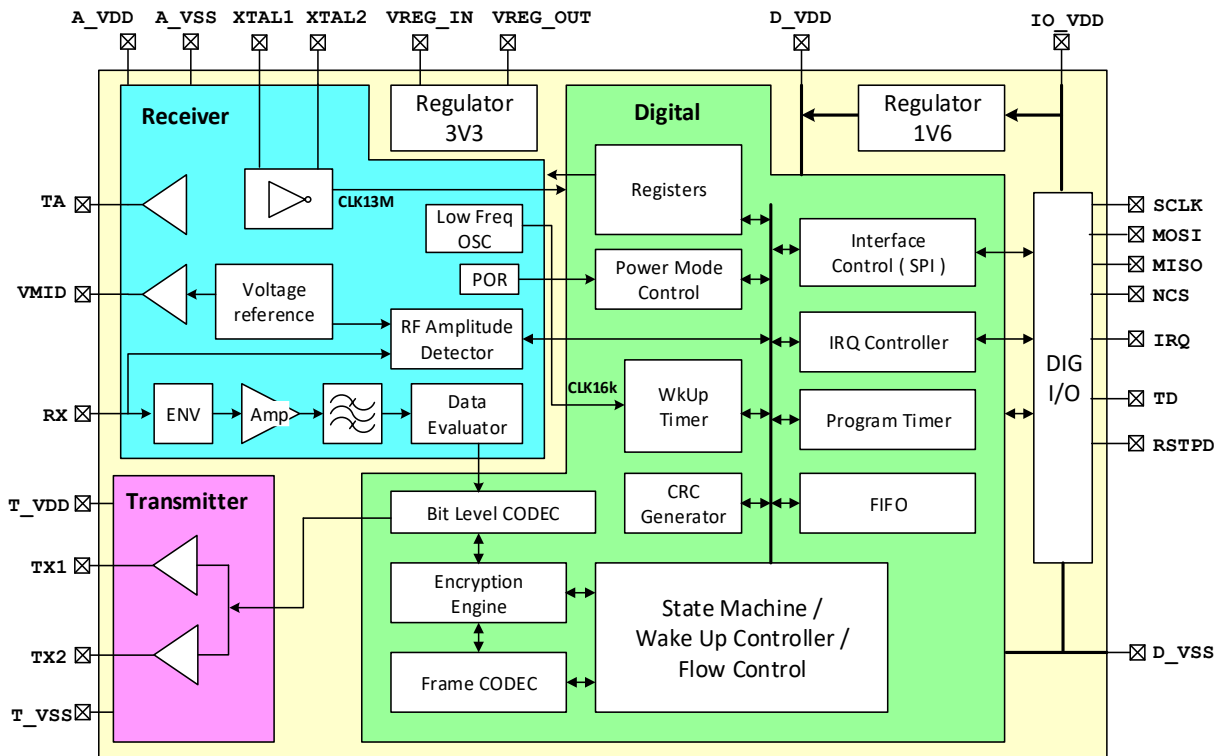 A_VDD
A_VSS
XTAL1
XTAL2
VREG_IN
VREG_OUT
D_VDD
IO_VDD
Receiver
Regulator
3V3
Digital
Regulator
1V6
TA
CLK13M
Registers
SCLK
Low Freq
OSC
Interface
Control ( SPI )
MOSI
MISO
POR
Power Mode
Control
NCS
VMID
Voltage
reference
RF Amplitude
Detector
IRQ Controller
IRQ
DIG
I/O
RX
ENV
Amp
Data
Evaluator
CLK16k
WkUp
Timer
Program Timer
TD
RSTPD
Transmitter
T_VDD
Bit Level CODEC
CRC
Generator
FIFO
TX1
Encryption
Engine
State Machine /
Wake Up Controller /
Flow Control
TX2
Frame CODEC
D_VSS
T_VSS